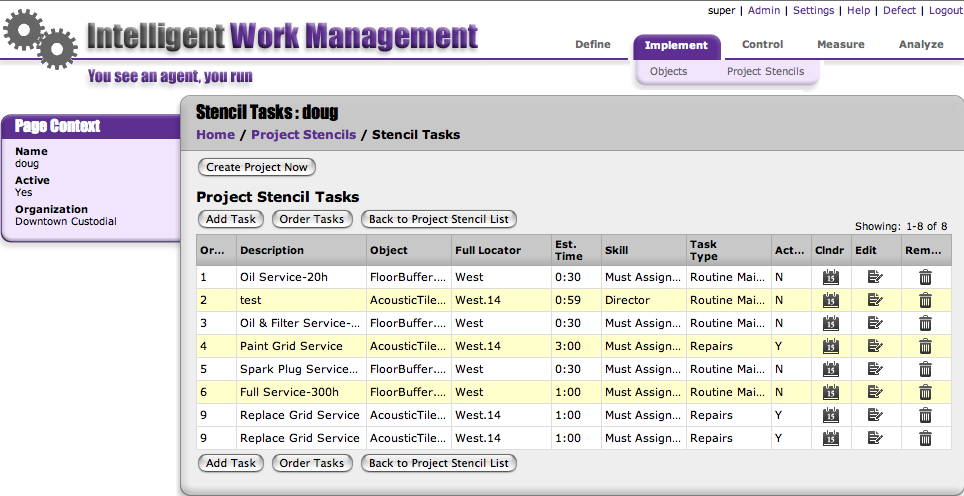 super | Admin | Settings | Help | Defect | Logout
Intelligent Work Management
You see an agent, you run
Define Implement Control Measure Analyze
Objects Project Stencils
Page Context
Name
doug
Active
Yes
Organization
Downtown Custodial
Stencil Tasks : doug
Home / Project Stencils / Stencil Tasks
Create Project Now
Project Stencil Tasks
Add Task Order Tasks Back to Project Stencil List
Showing: 1-8 of 8
Or... Description Object Full Locator Est. Time Skill Task Type Act... Clndr Edit Rem...
1 Oil Service-20h FloorBuffer.... West 0:30 Must Assign... Routine Mai... N 15
2 test AcousticTile... West.14 0:59 Director Routine Mai... N 15
3 Oil & Filter Service-... FloorBuffer.... West 0:30 Must Assign... Routine Mai... N 15
4 Paint Grid Service AcousticTile... West.14 3:00 Must Assign... Repairs Y 15
5 Spark Plug Service... FloorBuffer.... West 0:30 Must Assign... Routine Mai... N 15
6 Full Service-300h FloorBuffer.... West 1:00 Must Assign... Routine Mai... N 15
9 Replace Grid Service AcousticTile... West.14 1:00 Must Assign... Repairs Y 15
9 Replace Grid Service AcousticTile... West.14 1:00 Must Assign... Repairs Y 15
Add Task Order Tasks Back to Project Stencil List